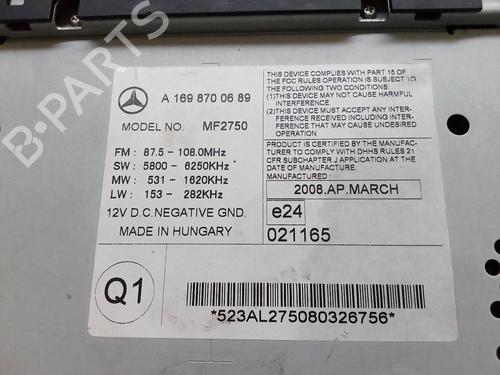 B-PARTS
A 169 870 06 89
MODEL NO. MF2750
FM : 87.5 - 108.0MHz
SW : 5800 - 6250KHz
MW : 531 - 1620KHz
LW : 153 - 282KHz
12V D.C.NEGATIVE GND.
MADE IN HUNGARY
THIS DEVICE COMPLIES WITH PART 15 OF
THE FCC RULES OPERATION IS SUBJECT TO
THE FOLLOWING TWO CONDITIONS
(1)THIS DEVICE MAY NOT CAUSE HARMFUL
INTERFERENCE
(2)THIS DEVICE MUST ACCEPT ANY INTER-
FERENCE RECEIVED INCLUDING INTERFER-
ENCE THAT MAY CAUSE UNDESIRED
OPERATION
PRODUCT IS CERTIFIED BY THE MANUFAC-
TURER TO COMPLY WITH DHHS RULES 21
CFR SUBCHAPTER J APPLICATION AT THE
DATE OF MANUFACTURE.
MANUFACTURED
2008.AP.MARCH
e24
021165
Q1
*523AL275080326756*